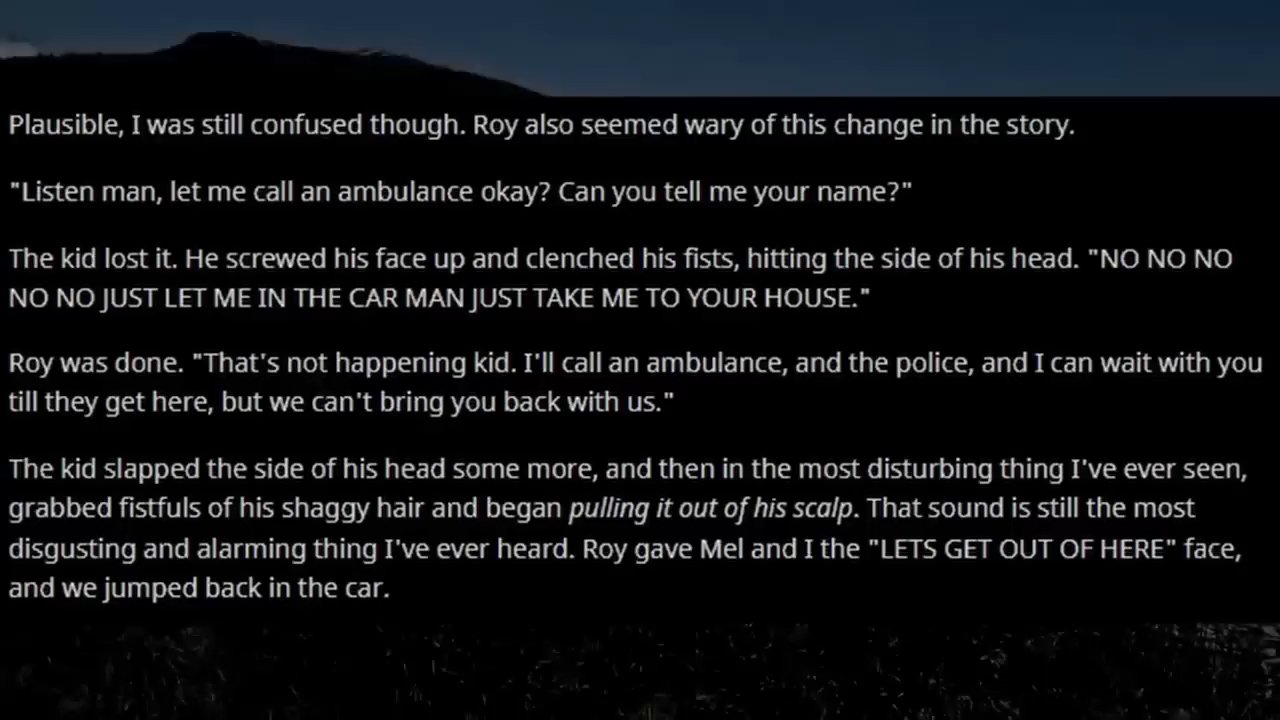 Plausible, I was still confused though. Roy also seemed wary of this change in the story.
"Listen man, let me call an ambulance okay? Can you tell me your name?"
The kid lost it. He screwed his face up and clenched his fists, hitting the side of his head. "NO NO NO
NO NO JUST LET ME IN THE CAR MAN JUST TAKE ME TO YOUR HOUSE."
Roy was done. "That's not happening kid. I'll call an ambulance, and the police, and I can wait with you
till they get here, but we can't bring you back with us."
The kid slapped the side of his head some more, and then in the most disturbing thing I've ever seen,
grabbed fistfuls of his shaggy hair and began pulling it out of his scalp. That sound is still the most
disgusting and alarming thing I've ever heard. Roy gave Mel and I the "LETS GET OUT OF HERE" face,
and we jumped back in the car.